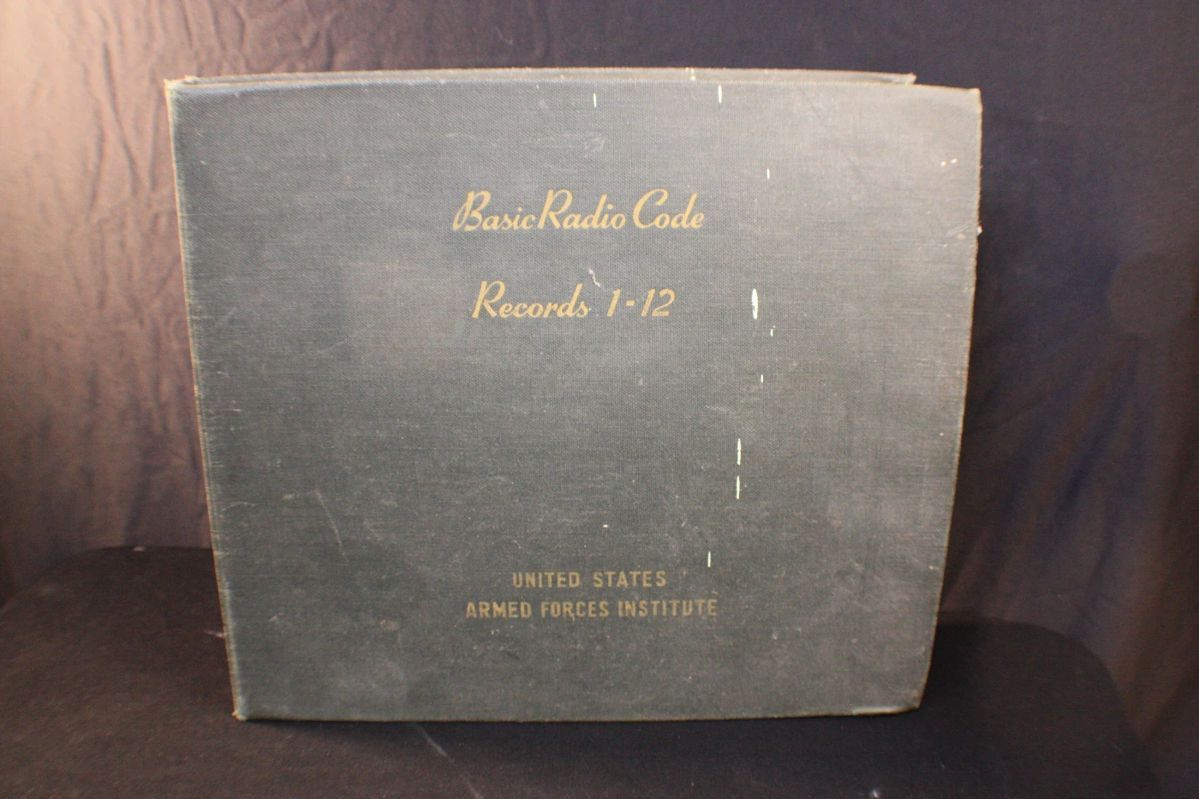 Basic Radio Code
Records 1-12
UNITED STATES
ARMED FORCES INSTITUTE